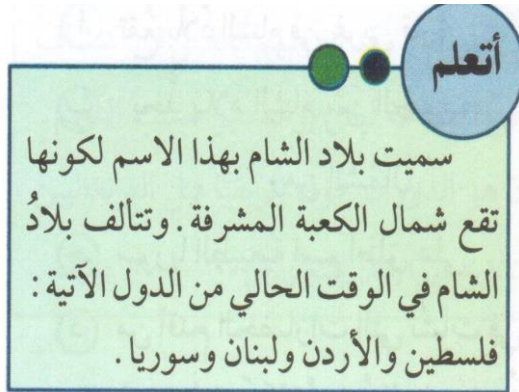 أتعلم
سميت بلاد الشام بهذا الاسم لكونها
تقع شمال الكعبة المشرفة. وتتألف بلادُ
الشام في الوقت الحالي من الدول الآتية:
فلسطين والأردن ولبنان وسوريا.